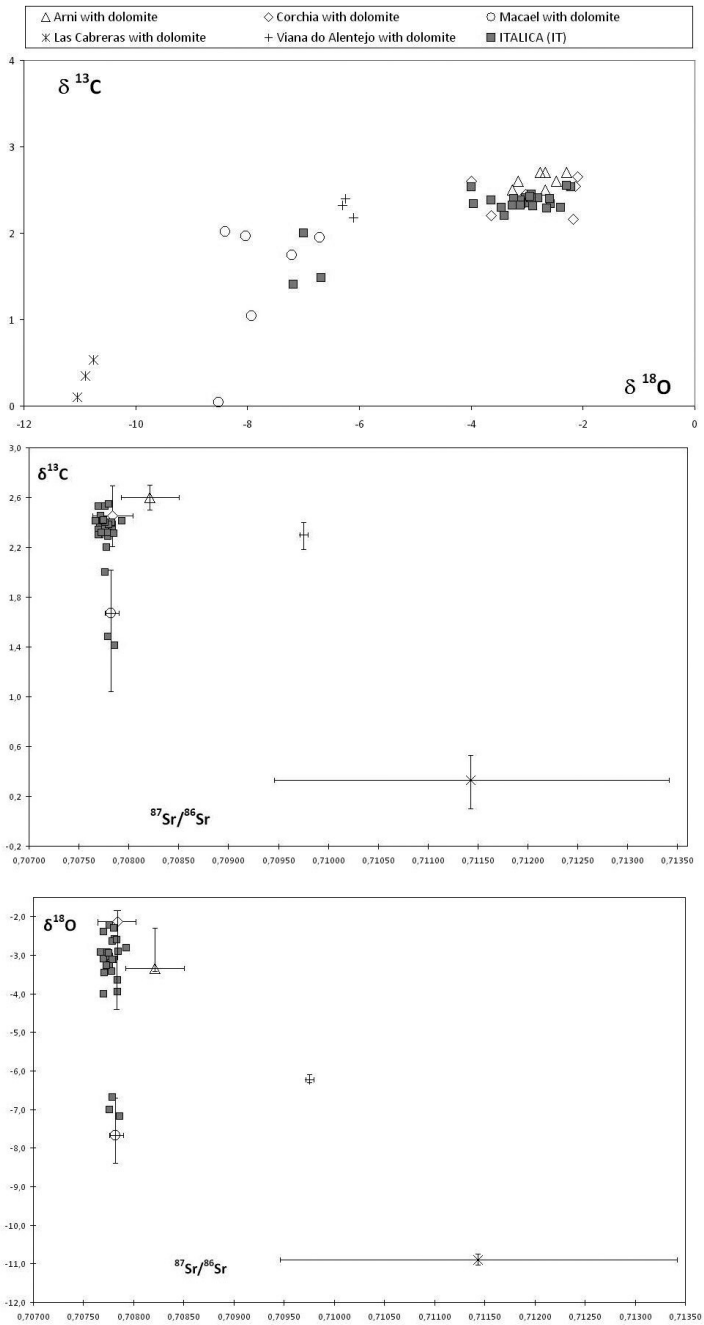 Arni with dolomite Corchia with dolomite Macael with dolomite
Las Cabreras with dolomite Viana do Alentejo with dolomite ITALICA (IT)
4
δ 13C
3
2
1
δ 18O
0
-12 -10 -8 -6 -4 -2 0
3,0
δ13C
2,6
2,2
1,8
1,4
1,0
0,6
0,2
87Sr/86Sr
-0,2
0,70700 0,70750 0,70800 0,70850 0,70900 0,70950 0,71000 0,71050 0,71100 0,71150 0,71200 0,71250 0,71300 0,71350
-2,0
δ18O
-3,0
-4,0
-5,0
-6,0
-7,0
-8,0
-9,0
-10,0
-11,0
87Sr/86Sr
-12,0
0,70700 0,70750 0,70800 0,70850 0,70900 0,70950 0,71000 0,71050 0,71100 0,71150 0,71200 0,71250 0,71300 0,71350